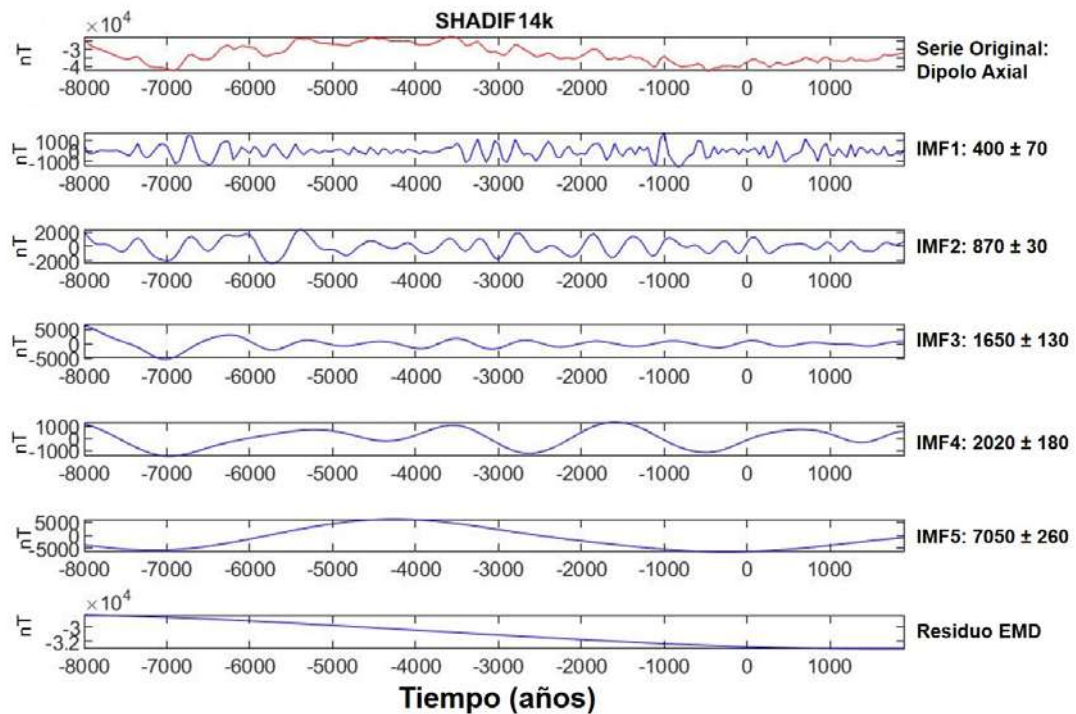 SHADIF14k
×10⁴
nT
-3
-4
-8000 -7000 -6000 -5000 -4000 -3000 -2000 -1000 0 1000
Serie Original:
Dipolo Axial
nT
1000
0
-1000
-8000 -7000 -6000 -5000 -4000 -3000 -2000 -1000 0 1000
IMF1: 400 ± 70
nT
2000
0
-2000
-8000 -7000 -6000 -5000 -4000 -3000 -2000 -1000 0 1000
IMF2: 870 ± 30
nT
5000
0
-5000
-8000 -7000 -6000 -5000 -4000 -3000 -2000 -1000 0 1000
IMF3: 1650 ± 130
nT
1000
0
-1000
-8000 -7000 -6000 -5000 -4000 -3000 -2000 -1000 0 1000
IMF4: 2020 ± 180
nT
5000
0
-5000
-8000 -7000 -6000 -5000 -4000 -3000 -2000 -1000 0 1000
IMF5: 7050 ± 260
×10⁴
nT
-3
-3.2
-8000 -7000 -6000 -5000 -4000 -3000 -2000 -1000 0 1000
Residuo EMD
Tiempo (años)